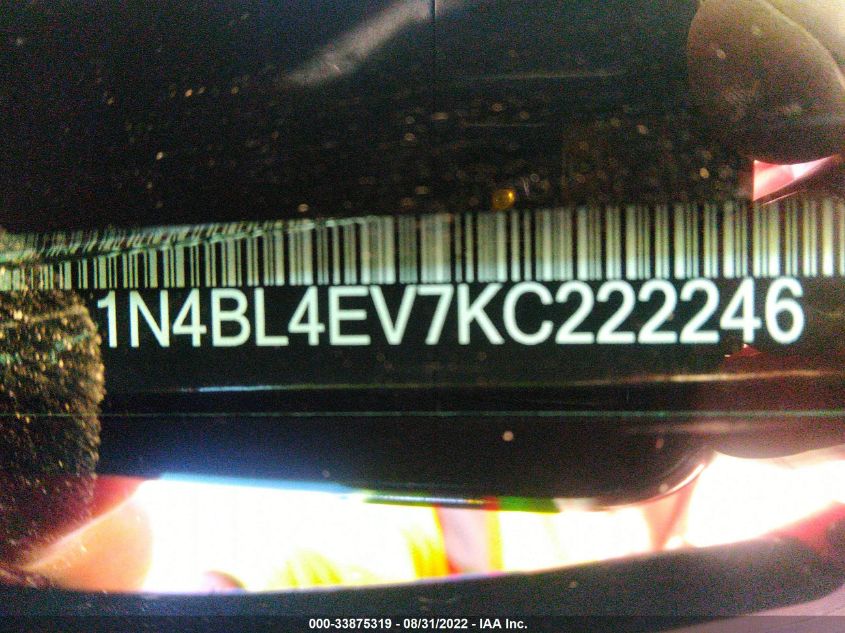 1N4BL4EV7KC222246
000-33875319 - 08/31/2022 - IAA Inc.